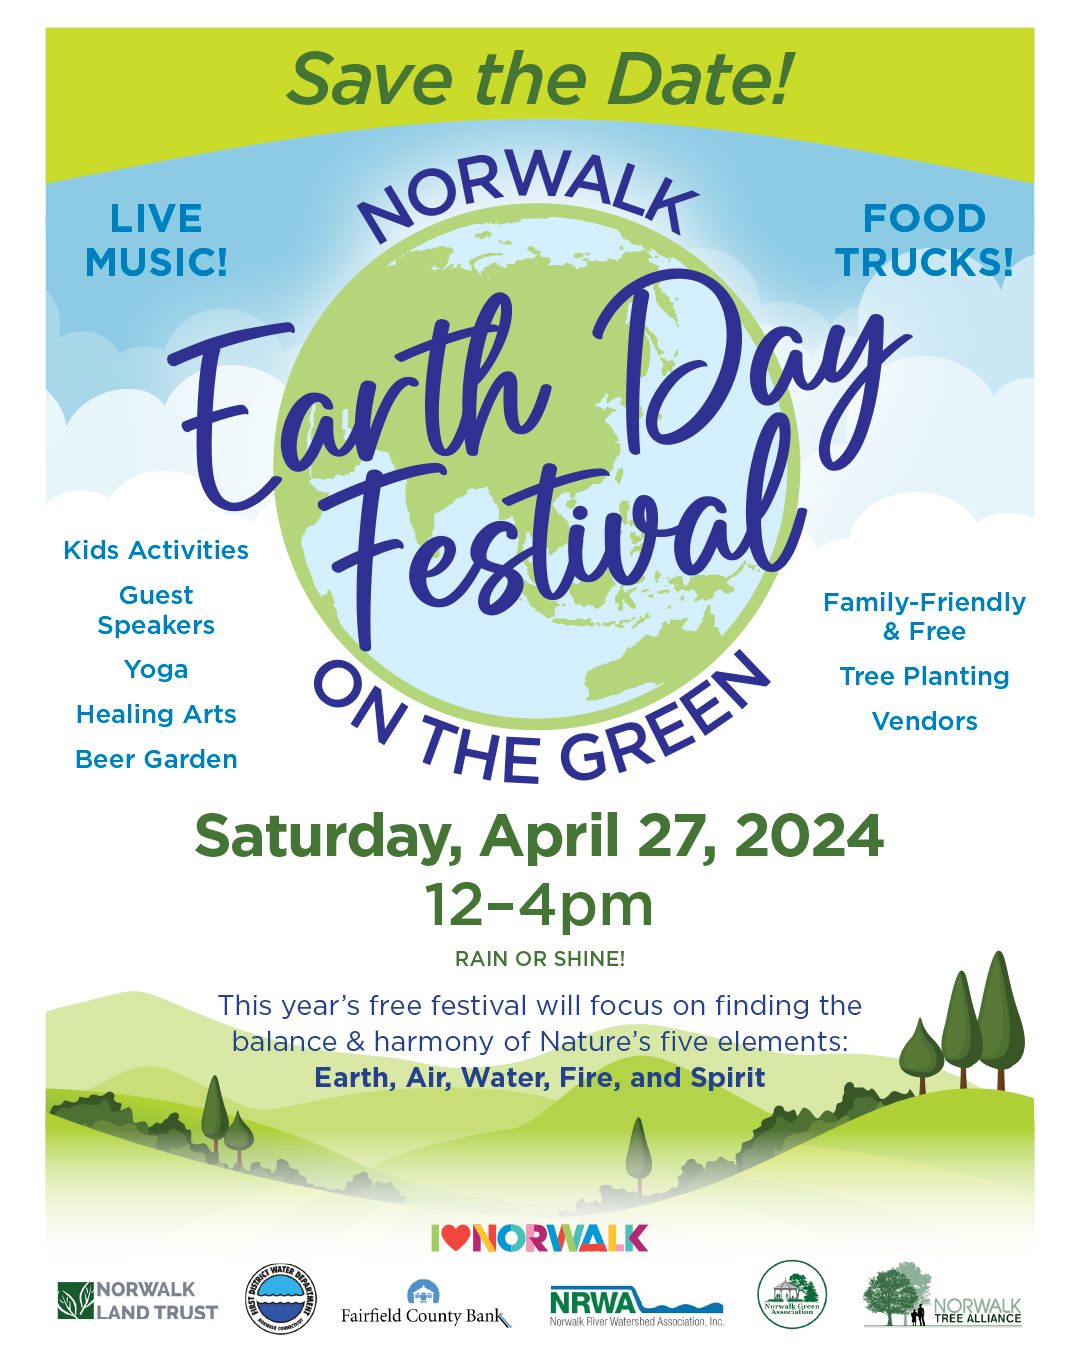 Save the Date!
NORWALK
LIVE
MUSIC!
FOOD
TRUCKS!
Earth Day
Festival
ON THE GREEN
Kids Activities
Guest
Speakers
Yoga
Healing Arts
Beer Garden
Family-Friendly
& Free
Tree Planting
Vendors
Saturday, April 27, 2024
12–4pm
RAIN OR SHINE!
This year's free festival will focus on finding the
balance & harmony of Nature's five elements:
Earth, Air, Water, Fire, and Spirit
I❤NORWALK
NORWALK
LAND TRUST
FIRST DISTRICT WATER DEPARTMENT
NORWALK CONNECTICUT
Fairfield County Bank
NRWA
Norwalk River Watershed Association, Inc.
Norwalk Green
Association
NORWALK
TREE ALLIANCE